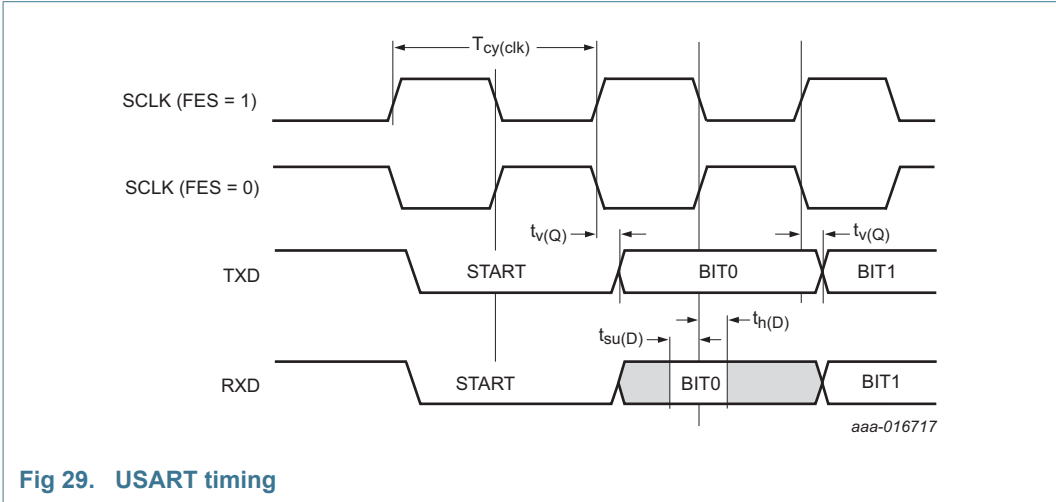 Tcy(clk)
SCLK (FES = 1)
SCLK (FES = 0)
tv(Q)
tv(Q)
TXD
START
BIT0
BIT1
tsu(D)
th(D)
RXD
START
BIT0
BIT1
aaa-016717
Fig 29. USART timing